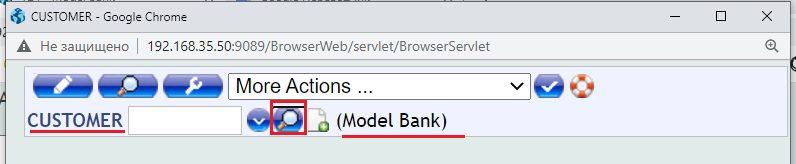 CUSTOMER - Google Chrome
Не защищено 192.168.35.50:9089/BrowserWeb/servlet/BrowserServlet
More Actions ...
CUSTOMER (Model Bank)